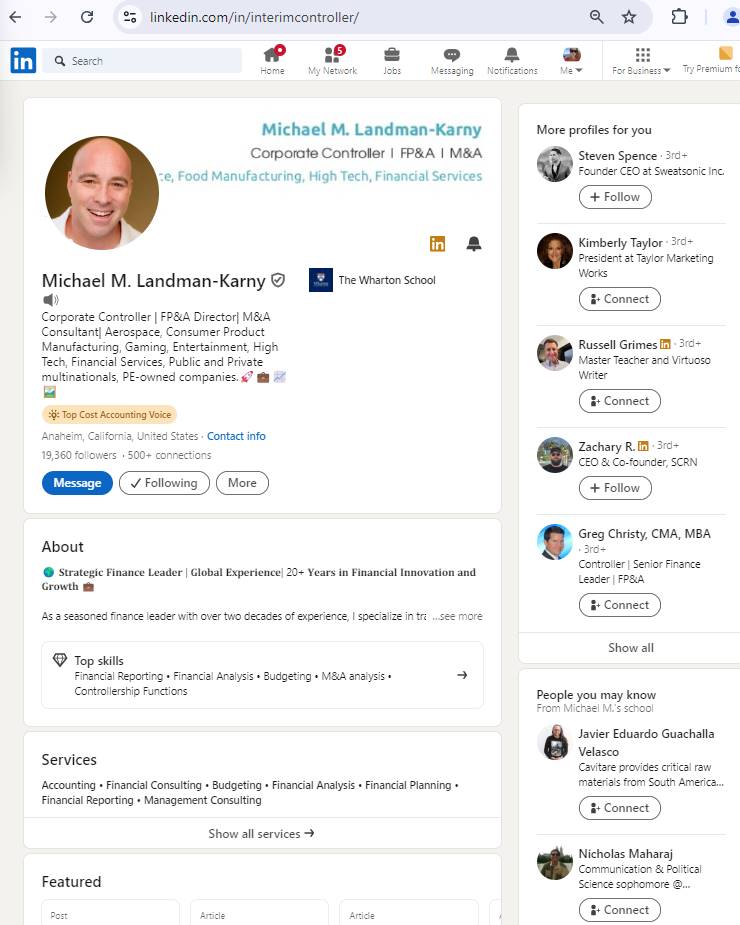 linkedin.com/in/interimcontroller/
in
Search
5
Home
My Network
Jobs
Messaging
Notifications
Me
For Business
Try Premium fo
Michael M. Landman-Karny
Corporate Controller | FP&A | M&A
ce, Food Manufacturing, High Tech, Financial Services
in
Michael M. Landman-Karny
The Wharton School
Corporate Controller | FP&A Director| M&A
Consultant| Aerospace, Consumer Product
Manufacturing, Gaming, Entertainment, High
Tech, Financial Services, Public and Private
multinationals, PE-owned companies.🚀 💼 📈
🖼️
Top Cost Accounting Voice
Anaheim, California, United States · Contact info
19,360 followers · 500+ connections
Message
Following
More
About
🌎 𝐒𝐭𝐫𝐚𝐭𝐞𝐠𝐢𝐜 𝐅𝐢𝐧𝐚𝐧𝐜𝐞 𝐋𝐞𝐚𝐝𝐞𝐫 | 𝐆𝐥𝐨𝐛𝐚𝐥 𝐄𝐱𝐩𝐞𝐫𝐢𝐞𝐧𝐜𝐞| 20+ 𝐘𝐞𝐚𝐫𝐬 𝐢𝐧 𝐅𝐢𝐧𝐚𝐧𝐜𝐢𝐚𝐥 𝐈𝐧𝐧𝐨𝐯𝐚𝐭𝐢𝐨𝐧 𝐚𝐧𝐝
𝐆𝐫𝐨𝐰𝐭𝐡 💼
As a seasoned finance leader with over two decades of experience, I specialize in tra …see more
Top skills
Financial Reporting • Financial Analysis • Budgeting • M&A analysis •
Controllership Functions
Services
Accounting • Financial Consulting • Budgeting • Financial Analysis • Financial Planning •
Financial Reporting • Management Consulting
Show all services →
Featured
Post
Article
Article
More profiles for you
Steven Spence · 3rd+
Founder CEO at Sweatsonic Inc.
+ Follow
Kimberly Taylor · 3rd+
President at Taylor Marketing
Works
Connect
Russell Grimes in · 3rd+
Master Teacher and Virtuoso
Writer
Connect
Zachary R. in · 3rd+
CEO & Co-founder, SCRN
+ Follow
Greg Christy, CMA, MBA
· 3rd+
Controller | Senior Finance
Leader | FP&A
Connect
Show all
People you may know
From Michael M.'s school
Javier Eduardo Guachalla
Velasco
Cavitare provides critical raw
materials from South America...
Connect
Nicholas Maharaj
Communication & Political
Science sophomore @...
Connect